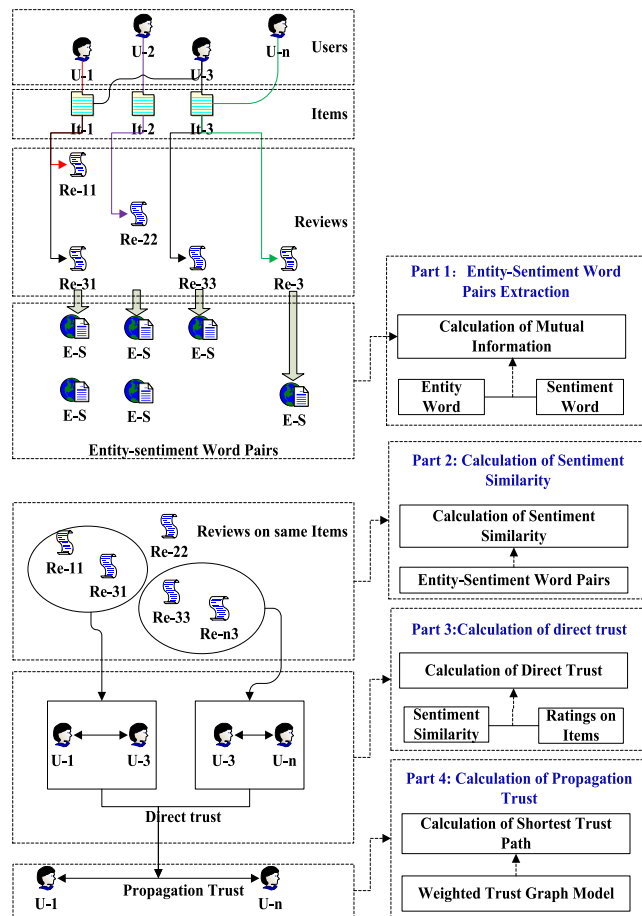 U-1
U-2
U-3
U-n
Users
It-1
It-2
It-3
Items
Re-11
Re-22
Reviews
Re-31
Re-33
Re-3
E-S
E-S
E-S
E-S
E-S
E-S
Entity-sentiment Word Pairs
Part 1：Entity-Sentiment Word
Pairs Extraction
Calculation of Mutual
Information
Entity
Word
Sentiment
Word
Part 2: Calculation of Sentiment
Similarity
Calculation of Sentiment
Similarity
Entity-Sentiment Word Pairs
Reviews on same Items
Re-11
Re-22
Re-31
Re-33
Re-n3
Part 3:Calculation of direct trust
Calculation of Direct Trust
Sentiment
Similarity
Ratings on
Items
U-1
U-3
U-3
U-n
Direct trust
Part 4: Calculation of Propagation
Trust
Calculation of Shortest Trust
Path
Weighted Trust Graph Model
U-1
Propagation Trust
U-n